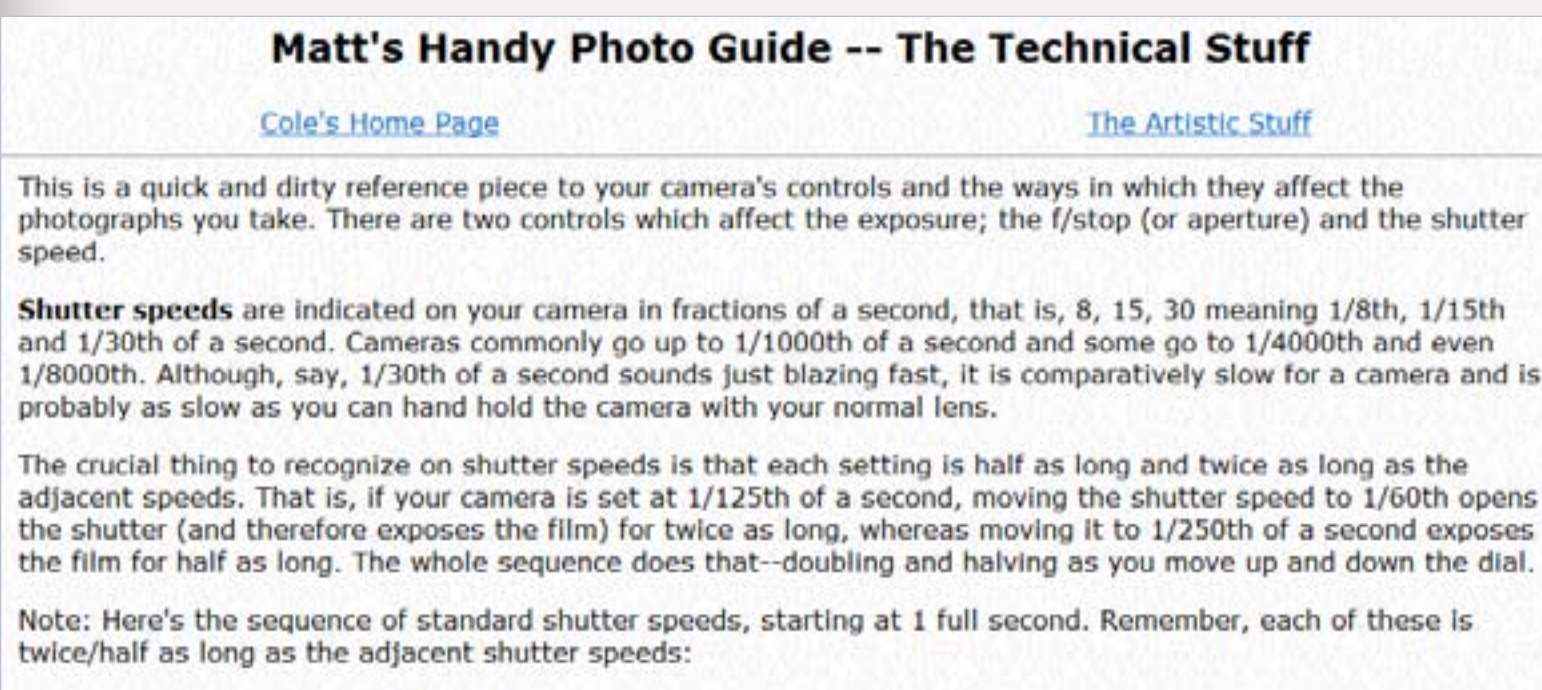 Matt's Handy Photo Guide -- The Technical Stuff
Cole's Home Page
The Artistic Stuff
This is a quick and dirty reference piece to your camera's controls and the ways in which they affect the
photographs you take. There are two controls which affect the exposure; the f/stop (or aperture) and the shutter
speed.
Shutter speeds are indicated on your camera in fractions of a second, that is, 8, 15, 30 meaning 1/8th, 1/15th
and 1/30th of a second. Cameras commonly go up to 1/1000th of a second and some go to 1/4000th and even
1/8000th. Although, say, 1/30th of a second sounds just blazing fast, it is comparatively slow for a camera and is
probably as slow as you can hand hold the camera with your normal lens.
The crucial thing to recognize on shutter speeds is that each setting is half as long and twice as long as the
adjacent speeds. That is, if your camera is set at 1/125th of a second, moving the shutter speed to 1/60th opens
the shutter (and therefore exposes the film) for twice as long, whereas moving it to 1/250th of a second exposes
the film for half as long. The whole sequence does that--doubling and halving as you move up and down the dial.
Note: Here's the sequence of standard shutter speeds, starting at 1 full second. Remember, each of these is
twice/half as long as the adjacent shutter speeds: